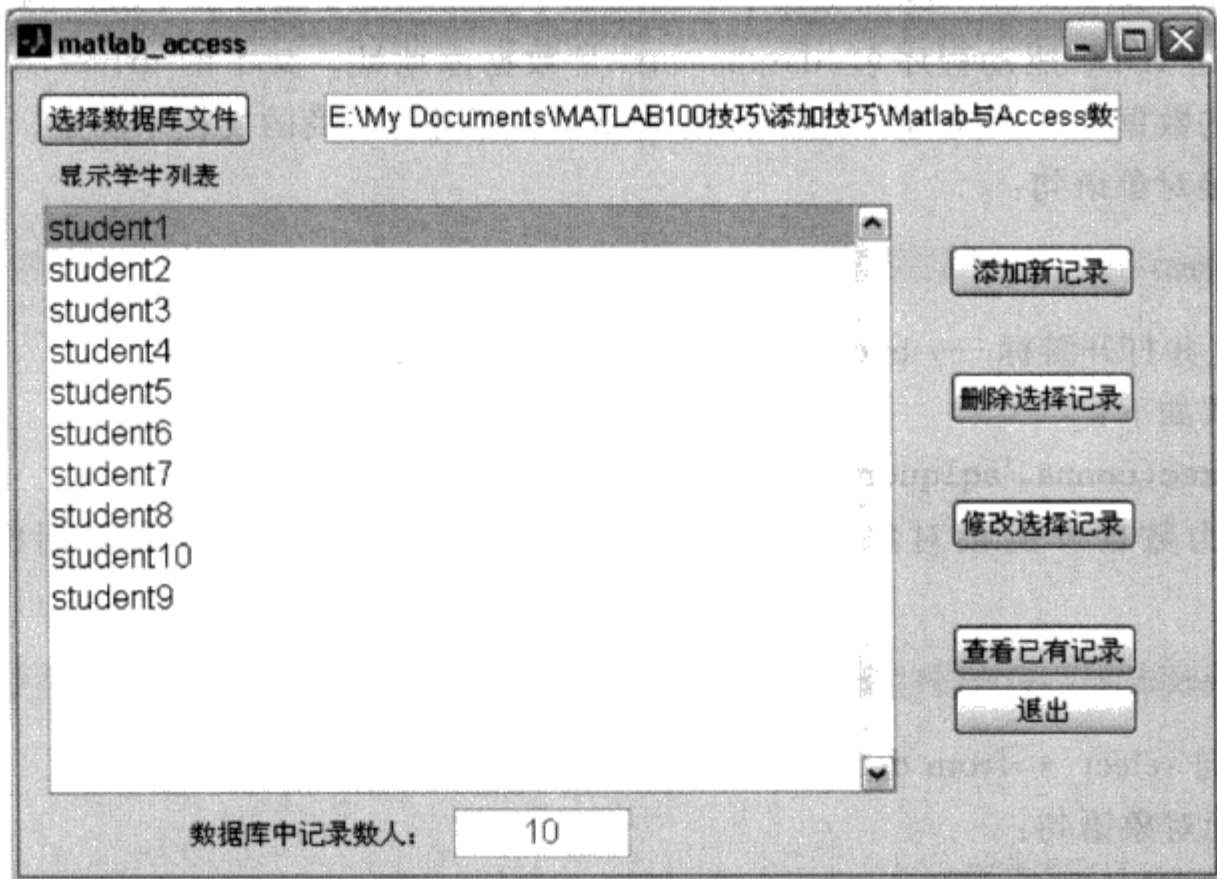 matlab_access
选择数据库文件
E:\My Documents\MATLAB100技巧\添加技巧\Matlab与Access数
显示学生列表
student1
student2
student3
student4
student5
student6
student7
student8
student10
student9
添加新记录
删除选择记录
修改选择记录
查看已有记录
退出
数据库中记录数人:
10